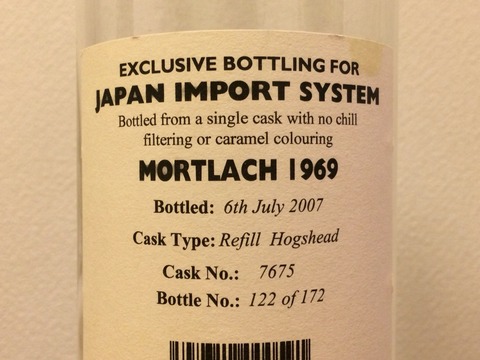 EXCLUSIVE BOTTLING FOR
JAPAN IMPORT SYSTEM
Bottled from a single cask with no chill
filtering or caramel colouring
MORTLACH 1969
Bottled: 6th July 2007
Cask Type: Refill Hogshead
Cask No.: 7675
Bottle No.: 122 of 172